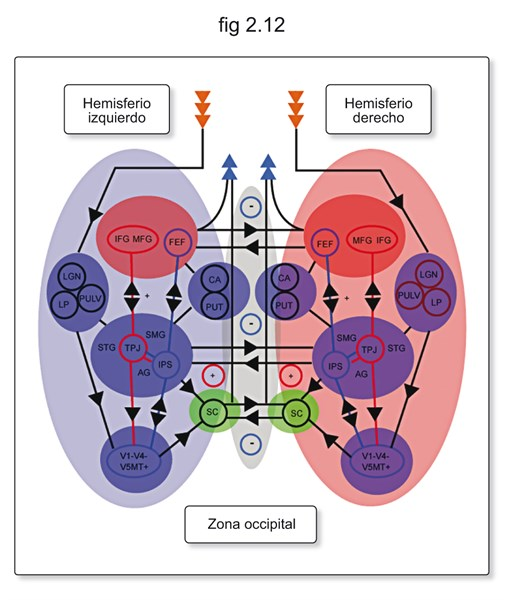 fig 2.12
Hemisferio
izquierdo
Hemisferio
derecho
-
IFG MFG
FEF
FEF
MFG IFG
LGN
LP
PULV
CA
PUT
CA
PUT
LGN
PULV
LP
+
+
-
STG
SMG
TPJ
AG
IPS
SMG
TPJ
STG
IPS
AG
+
+
SC
SC
-
V1-V4-
V5MT+
V1-V4-
V5MT+
Zona occipital